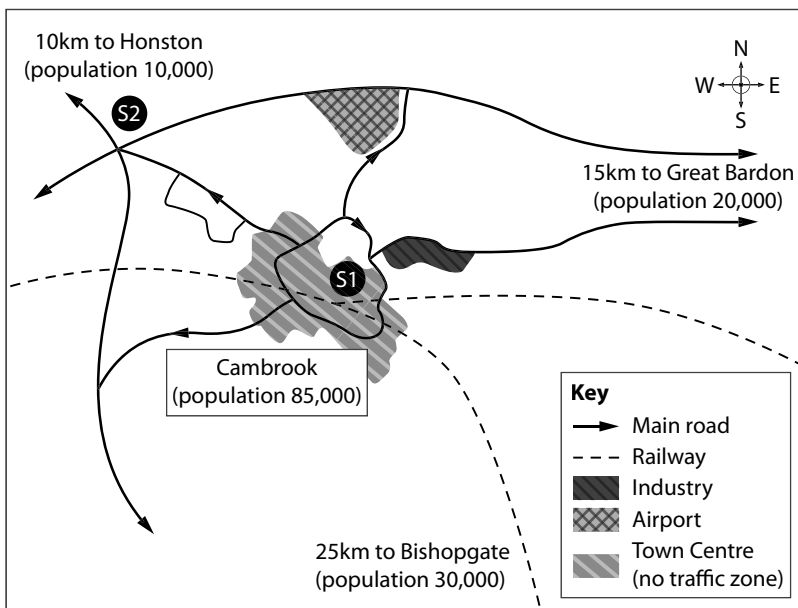 10km to Honston
(population 10,000)
S2
N
W
E
S
15km to Great Bardon
(population 20,000)
S1
Cambrook
(population 85,000)
25km to Bishopgate
(population 30,000)
Key
Main road
Railway
Industry
Airport
Town Centre
(no traffic zone)